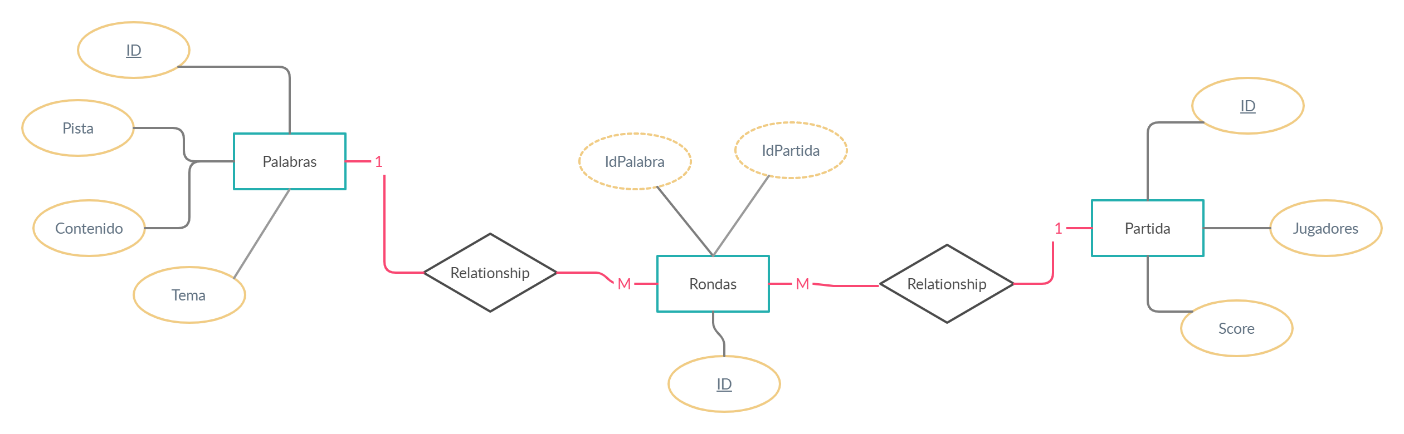 ID
Pista
Contenido
Tema
Palabras
1
Relationship
M
IdPalabra
IdPartida
Rondas
ID
M
Relationship
1
Partida
ID
Jugadores
Score